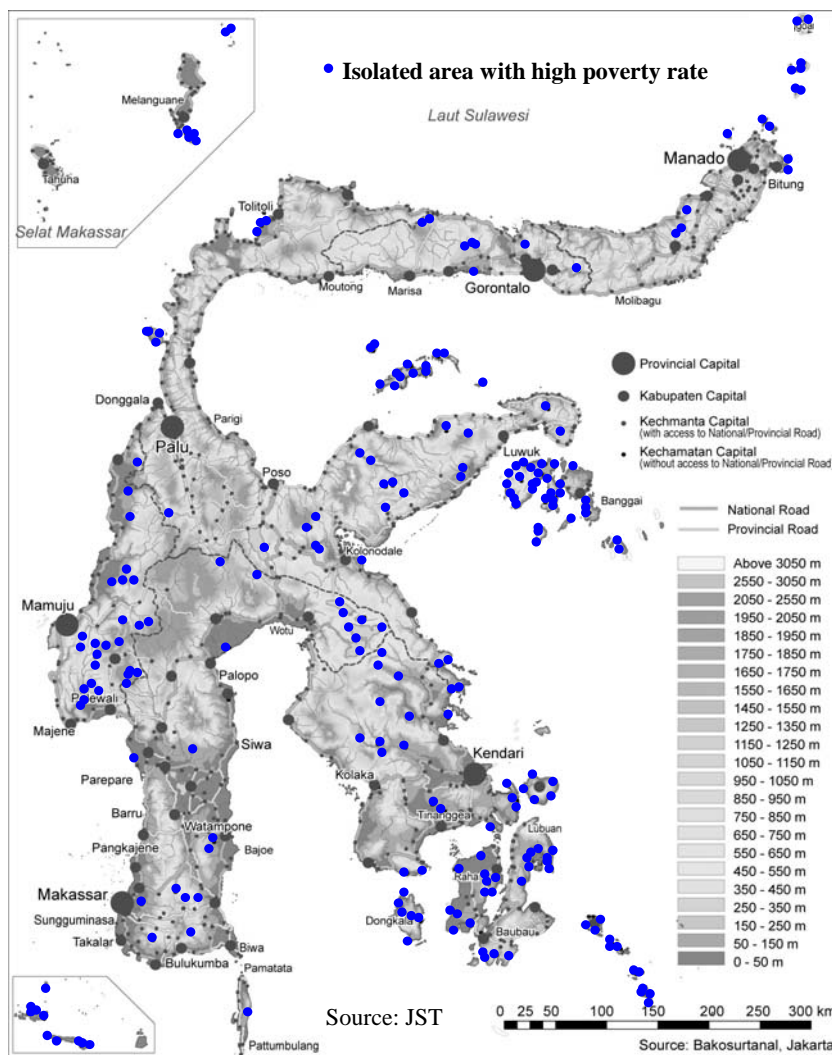 Isolated area with high poverty rate
Laut Sulawesi
Melanguane
Tahuna
Selat Makassar
Manado
Bitung
Tolitoli
Moutong
Marisa
Gorontalo
Molibagu
Provincial Capital
Kabupaten Capital
Kechmanta Capital
(with access to National/Provincial Road)
Kechamatan Capital
(without access to National/Provincial Road
Donggala
Parigi
Palu
Luwuk
Poso
Banggai
Kolonodale
National Road
Provincial Road
Above 3050 m
2550 - 3050 m
2050 - 2550 m
1950 - 2050 m
1850 - 1950 m
1750 - 1850 m
1650 - 1750 m
1550 - 1650 m
1450 - 1550 m
1250 - 1350 m
1150 - 1250 m
1050 - 1150 m
950 - 1050 m
850 - 950 m
750 - 850 m
650 - 750 m
550 - 650 m
450 - 550 m
350 - 450 m
250 - 350 m
150 - 250 m
50 - 150 m
0 - 50 m
Mamuju
Wotu
Palopo
Polewali
Majene
Siwa
Kendari
Parepare
Kolaka
Barru
Tinanggea
Watampone
Lubuan
Pangkajene
Bajoe
Raha
Makassar
Sungguminasa
Dongkala
Takalar
Baubau
Biwa
Bulukumba
Pamatata
Source: JST
Pattumbulang
0 25 50 100 150 200 250 300 km
Source: Bakosurtanal, Jakarta